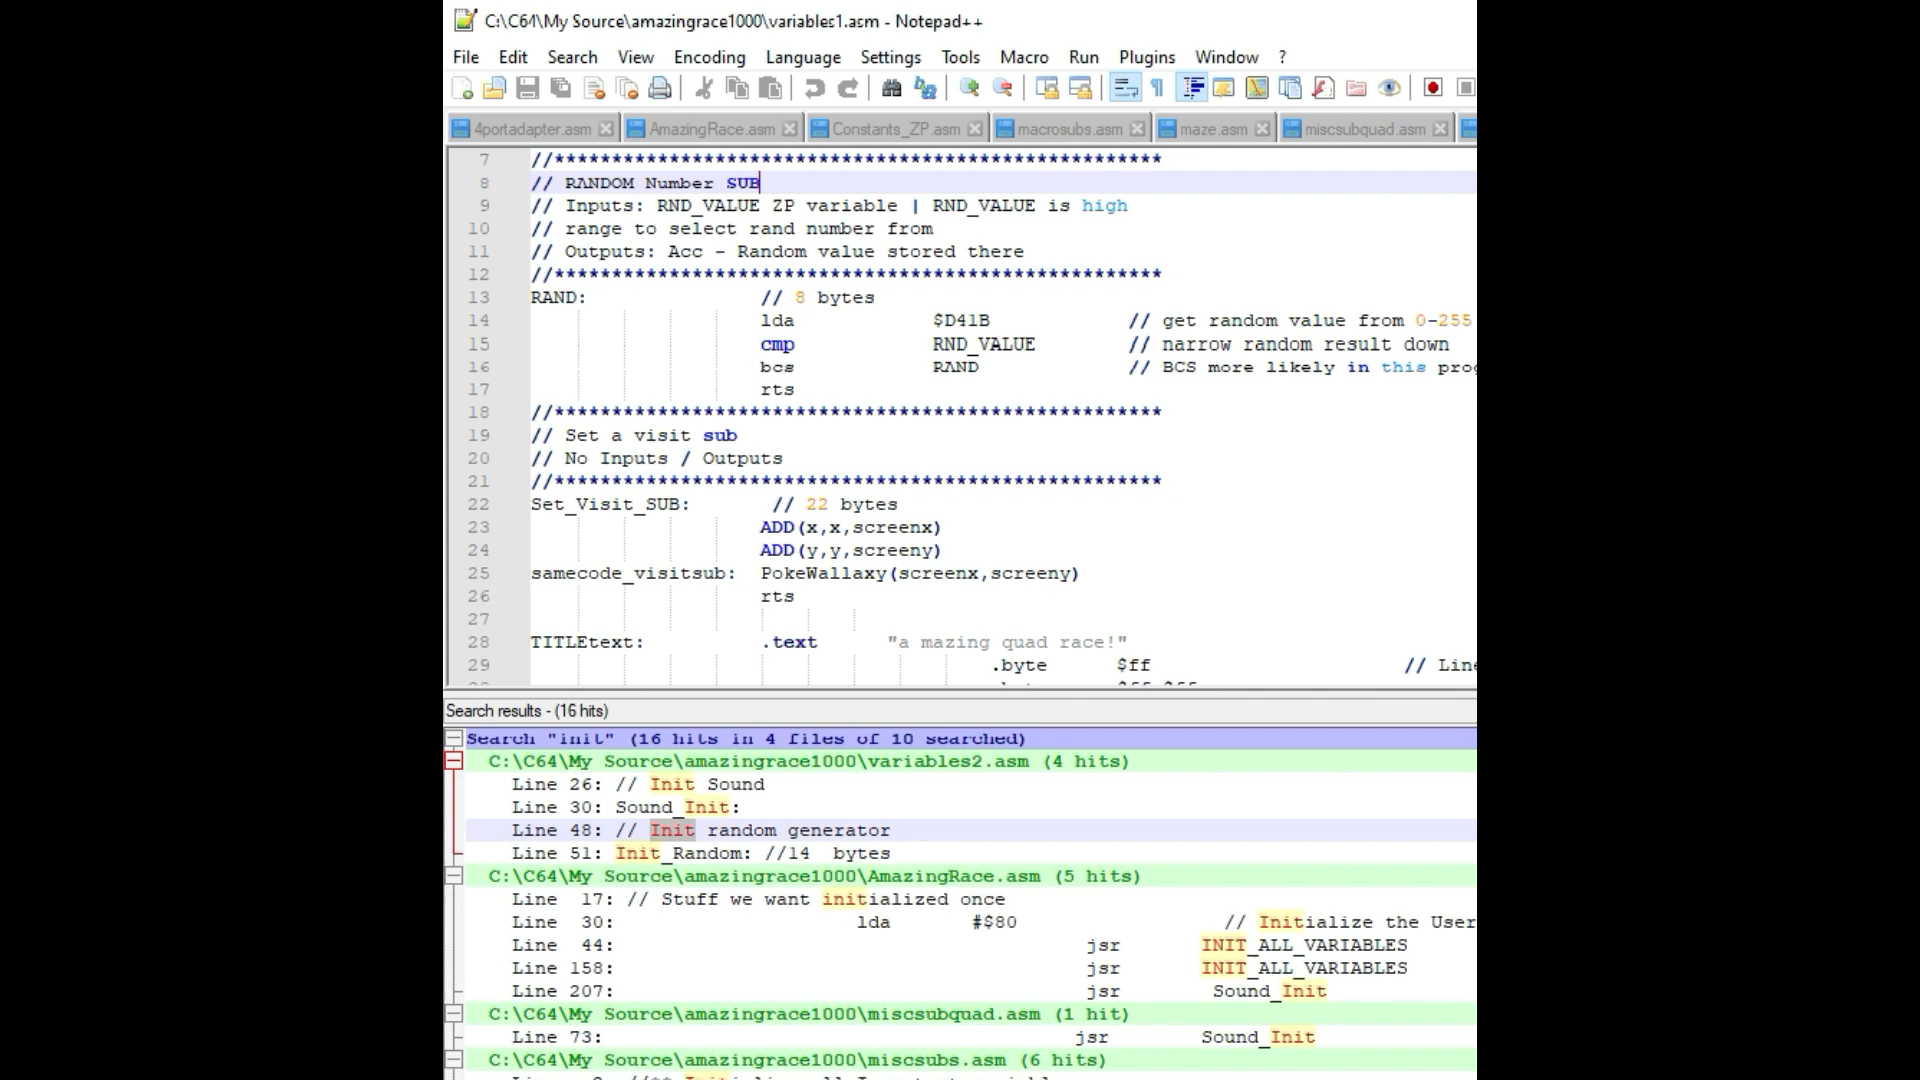 C:\C64\My Source\amazingrace1000\variables1.asm - Notepad++
File Edit Search View Encoding Language Settings Tools Macro Run Plugins Window ?
4portadapter.asm AmazingRace.asm Constants_ZP.asm macrosubs.asm maze.asm miscsubquad.asm
7 //*****************************************************
8 // RANDOM Number SUB
9 // Inputs: RND_VALUE ZP variable | RND_VALUE is high
10 // range to select rand number from
11 // Outputs: Acc - Random value stored there
12 //*****************************************************
13 RAND: // 8 bytes
14 lda $D41B // get random value from 0-255
15 cmp RND_VALUE // narrow random result down
16 bcs RAND // BCS more likely in this prog
17 rts
18 //*****************************************************
19 // Set a visit sub
20 // No Inputs / Outputs
21 //*****************************************************
22 Set_Visit_SUB: // 22 bytes
23 ADD(x,x,screenx)
24 ADD(y,y,screeny)
25 samecode_visitsub: PokeWallaxy(screenx,screeny)
26 rts
27
28 TITLEtext: .text "a mazing quad race!"
29 .byte $ff // Line
Search results - (16 hits)
Search "init" (16 hits in 4 files of 10 searched)
C:\C64\My Source\amazingrace1000\variables2.asm (4 hits)
Line 26: // Init Sound
Line 30: Sound_Init:
Line 48: // Init random generator
Line 51: Init_Random: //14 bytes
C:\C64\My Source\amazingrace1000\AmazingRace.asm (5 hits)
Line 17: // Stuff we want initialized once
Line 30: lda #$80 // Initialize the User
Line 44: jsr INIT_ALL_VARIABLES
Line 158: jsr INIT_ALL_VARIABLES
Line 207: jsr Sound_Init
C:\C64\My Source\amazingrace1000\miscsubquad.asm (1 hit)
Line 73: jsr Sound_Init
C:\C64\My Source\amazingrace1000\miscsubs.asm (6 hits)